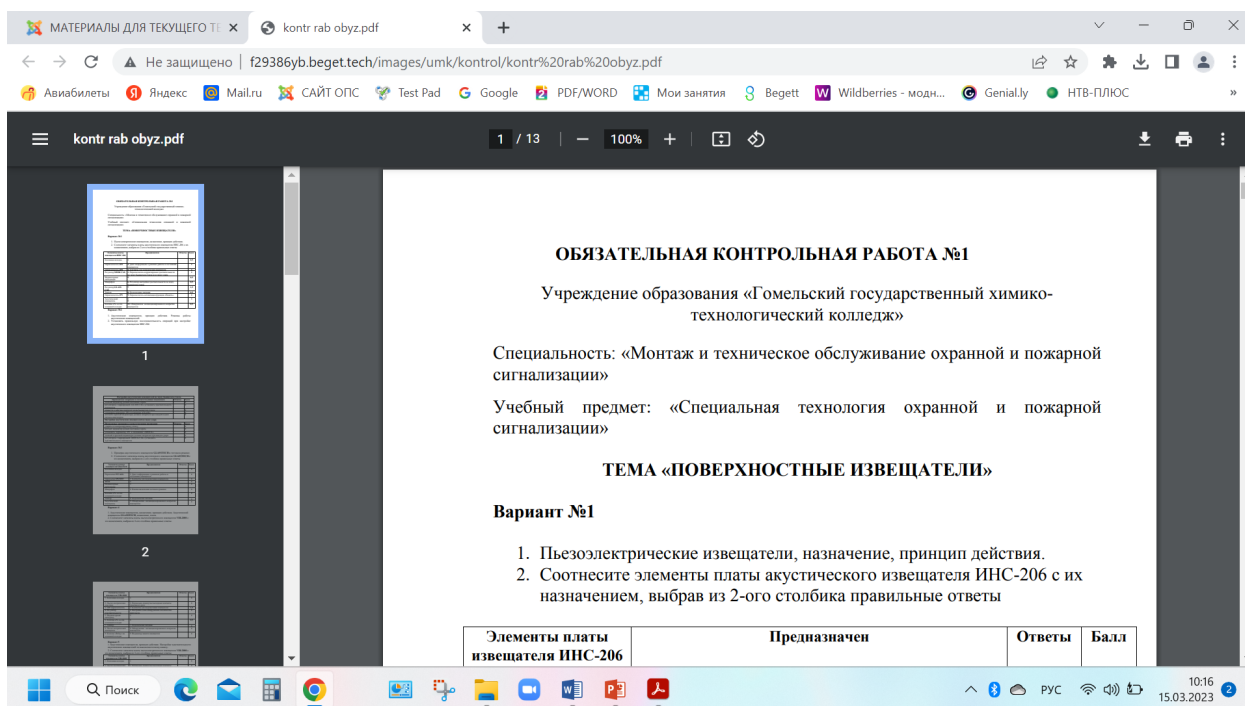 МАТЕРИАЛЫ ДЛЯ ТЕКУЩЕГО ТЕ
kontr rab obyz.pdf
Не защищено | f29386yb.beget.tech/images/umk/kontrol/kontr%20rab%20obyz.pdf
Авиабилеты Яндекс Mail.ru САЙТ ОПС Test Pad Google PDF/WORD Мои занятия Begett Wildberries - модн... Genial.ly НТВ-ПЛЮС »
kontr rab obyz.pdf 1 / 13 | — 100% + |
ОБЯЗАТЕЛЬНАЯ КОНТРОЛЬНАЯ РАБОТА №1
Учреждение образования «Гомельский государственный химико-
технологический колледж»
Специальность: «Монтаж и техническое обслуживание охранной и пожарной
сигнализации»
Учебный предмет: «Специальная технология охранной и пожарной
сигнализации»
ТЕМА «ПОВЕРХНОСТНЫЕ ИЗВЕЩАТЕЛИ»
Вариант №1
1. Пьезоэлектрические извещатели, назначение, принцип действия.
2. Соотнесите элементы платы акустического извещателя ИНС-206 с их
назначением, выбрав из 2-ого столбика правильные ответы
Элементы платы
извещателя ИНС-206
Предназначен
Ответы
Балл
1
2
Поиск
РУС
10:16
15.03.2023
2